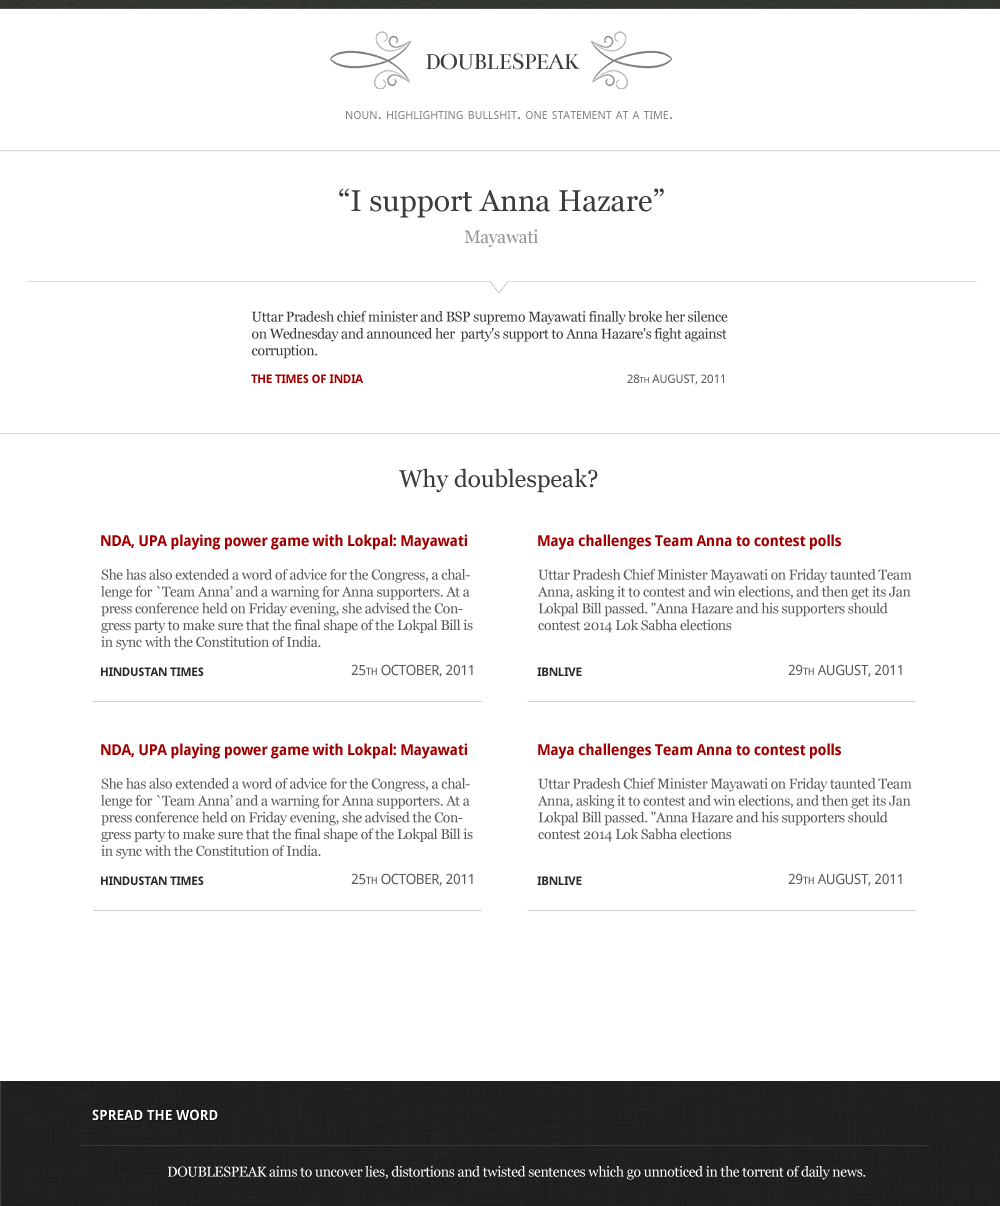 DOUBLESPEAK
NOUN. HIGHLIGHTING BULLSHIT. ONE STATEMENT AT A TIME.
“I support Anna Hazare”
Mayawati
Uttar Pradesh chief minister and BSP supremo Mayawati finally broke her silence
on Wednesday and announced her party's support to Anna Hazare's fight against
corruption.
THE TIMES OF INDIA 28TH AUGUST, 2011
Why doublespeak?
NDA, UPA playing power game with Lokpal: Mayawati
She has also extended a word of advice for the Congress, a chal-
lenge for `Team Anna’ and a warning for Anna supporters. At a
press conference held on Friday evening, she advised the Con-
gress party to make sure that the final shape of the Lokpal Bill is
in sync with the Constitution of India.
HINDUSTAN TIMES 25TH OCTOBER, 2011
Maya challenges Team Anna to contest polls
Uttar Pradesh Chief Minister Mayawati on Friday taunted Team
Anna, asking it to contest and win elections, and then get its Jan
Lokpal Bill passed. "Anna Hazare and his supporters should
contest 2014 Lok Sabha elections
IBNLIVE 29TH AUGUST, 2011
NDA, UPA playing power game with Lokpal: Mayawati
She has also extended a word of advice for the Congress, a chal-
lenge for `Team Anna’ and a warning for Anna supporters. At a
press conference held on Friday evening, she advised the Con-
gress party to make sure that the final shape of the Lokpal Bill is
in sync with the Constitution of India.
HINDUSTAN TIMES 25TH OCTOBER, 2011
Maya challenges Team Anna to contest polls
Uttar Pradesh Chief Minister Mayawati on Friday taunted Team
Anna, asking it to contest and win elections, and then get its Jan
Lokpal Bill passed. "Anna Hazare and his supporters should
contest 2014 Lok Sabha elections
IBNLIVE 29TH AUGUST, 2011
SPREAD THE WORD
DOUBLESPEAK aims to uncover lies, distortions and twisted sentences which go unnoticed in the torrent of daily news.